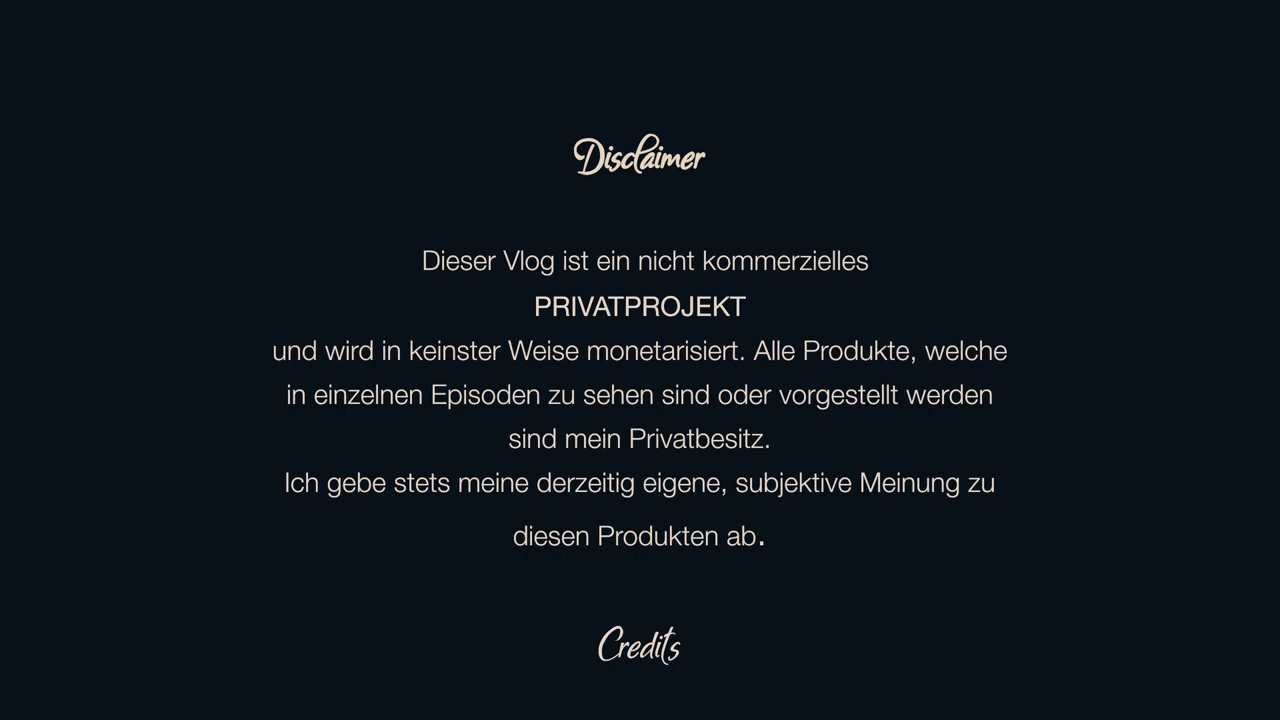 Disclaimer
Dieser Vlog ist ein nicht kommerzielles
PRIVATPROJEKT
und wird in keinster Weise monetarisiert. Alle Produkte, welche
in einzelnen Episoden zu sehen sind oder vorgestellt werden
sind mein Privatbesitz.
Ich gebe stets meine derzeitig eigene, subjektive Meinung zu
diesen Produkten ab.
Credits